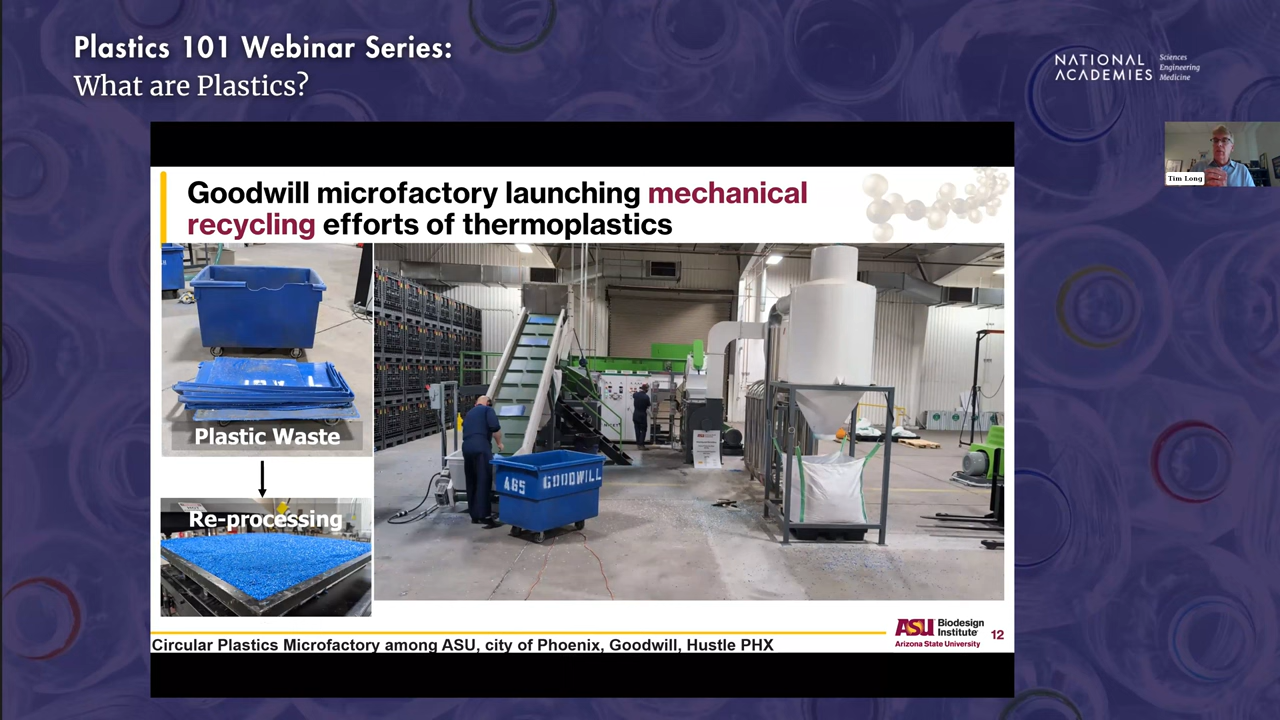 Plastics 101 Webinar Series:
What are Plastics?
NATIONAL
ACADEMIES
Sciences
Engineering
Medicine
Tim Long
Goodwill microfactory launching mechanical
recycling efforts of thermoplastics
Plastic Waste
Re-processing
465 GOODWILL
ASU Biodesign
Institute
Arizona State University
12
Circular Plastics Microfactory among ASU, city of Phoenix, Goodwill, Hustle PHX